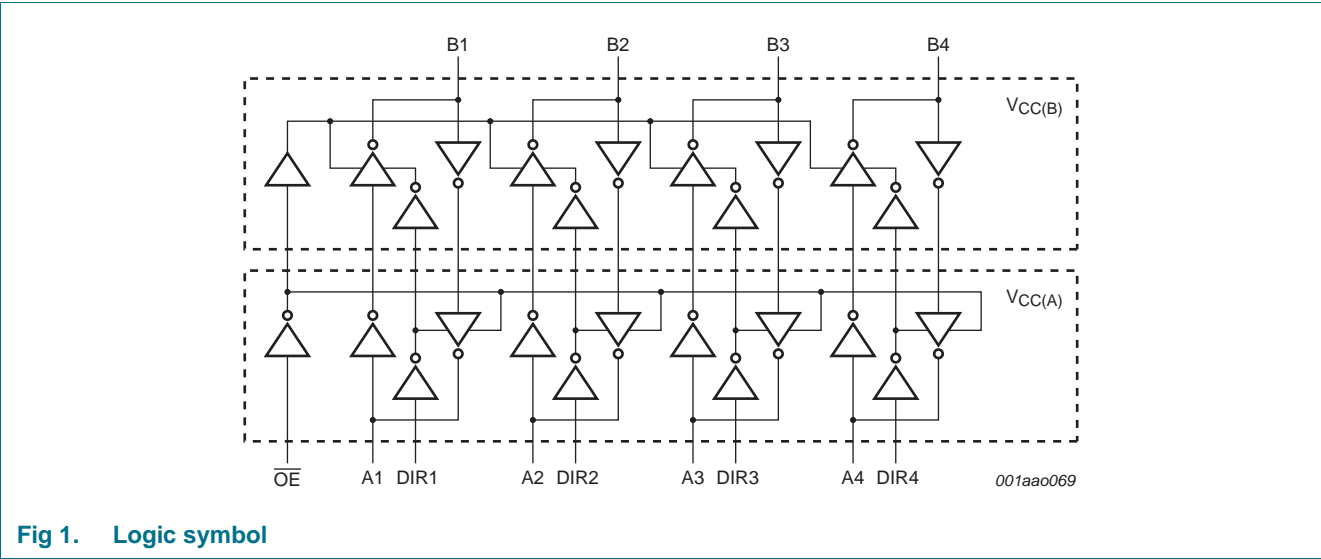 B1 B2 B3 B4
VCC(B)
VCC(A)
OE A1 DIR1 A2 DIR2 A3 DIR3 A4 DIR4
001aao069
Fig 1. Logic symbol